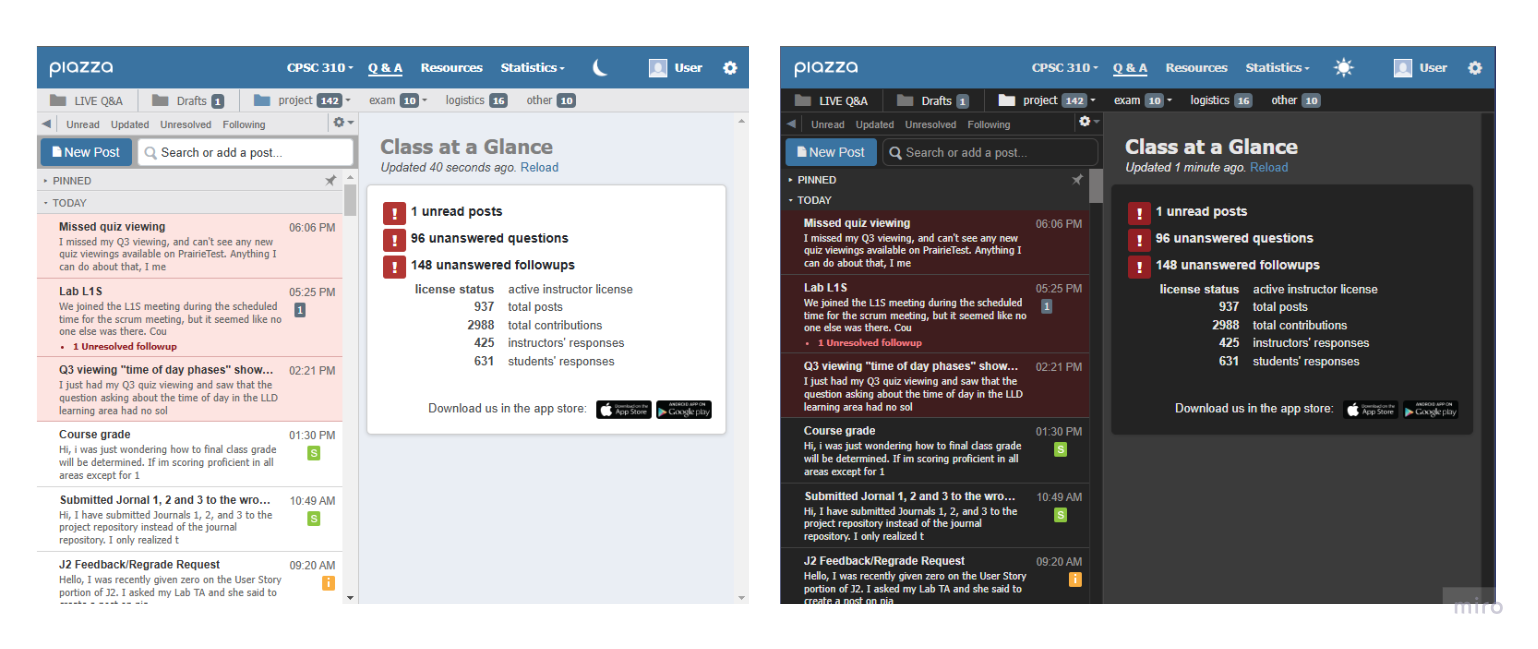 piazza
CPSC 310 Q & A Resources Statistics User
LIVE Q&A Drafts 1 project 142 exam 10 logistics 16 other 10
Unread Updated Unresolved Following
New Post Search or add a post...
PINNED
TODAY
Missed quiz viewing 06:06 PM
I missed my Q3 viewing, and can't see any new
quiz viewings available on PrairieTest. Anything I
can do about that, I me
Lab L1S 05:25 PM
We joined the L1S meeting during the scheduled 1
time for the scrum meeting, but it seemed like no
one else was there. Cou
• 1 Unresolved followup
Q3 viewing "time of day phases" show... 02:21 PM
I just had my Q3 quiz viewing and saw that the
question asking about the time of day in the LLD
learning area had no sol
Course grade 01:30 PM
Hi, i was just wondering how to final class grade S
will be determined. If im scoring proficient in all
areas except for 1
Submitted Jornal 1, 2 and 3 to the wro... 10:49 AM
Hi, I have submitted Journals 1, 2, and 3 to the S
project repository instead of the journal
repository. I only realized t
J2 Feedback/Regrade Request 09:20 AM
Hello, I was recently given zero on the User Story i
portion of J2. I asked my Lab TA and she said to
create a post on pia
Class at a Glance
Updated 40 seconds ago. Reload
! 1 unread posts
! 96 unanswered questions
! 148 unanswered followups
license status active instructor license
937 total posts
2988 total contributions
425 instructors' responses
631 students' responses
Download us in the app store: Download on the App Store ANDROID APP ON Google play
piazza
CPSC 310 Q & A Resources Statistics User
LIVE Q&A Drafts 1 project 142 exam 10 logistics 16 other 10
Unread Updated Unresolved Following
New Post Search or add a post...
PINNED
TODAY
Missed quiz viewing 06:06 PM
I missed my Q3 viewing, and can't see any new
quiz viewings available on PrairieTest. Anything I
can do about that, I me
Lab L1S 05:25 PM
We joined the L1S meeting during the scheduled 1
time for the scrum meeting, but it seemed like no
one else was there. Cou
• 1 Unresolved followup
Q3 viewing "time of day phases" show... 02:21 PM
I just had my Q3 quiz viewing and saw that the
question asking about the time of day in the LLD
learning area had no sol
Course grade 01:30 PM
Hi, i was just wondering how to final class grade S
will be determined. If im scoring proficient in all
areas except for 1
Submitted Jornal 1, 2 and 3 to the wro... 10:49 AM
Hi, I have submitted Journals 1, 2, and 3 to the S
project repository instead of the journal
repository. I only realized t
J2 Feedback/Regrade Request 09:20 AM
Hello, I was recently given zero on the User Story i
portion of J2. I asked my Lab TA and she said to
create a post on pia
Class at a Glance
Updated 1 minute ago. Reload
! 1 unread posts
! 96 unanswered questions
! 148 unanswered followups
license status active instructor license
937 total posts
2988 total contributions
425 instructors' responses
631 students' responses
Download us in the app store: Download on the App Store ANDROID APP ON Google play
miro